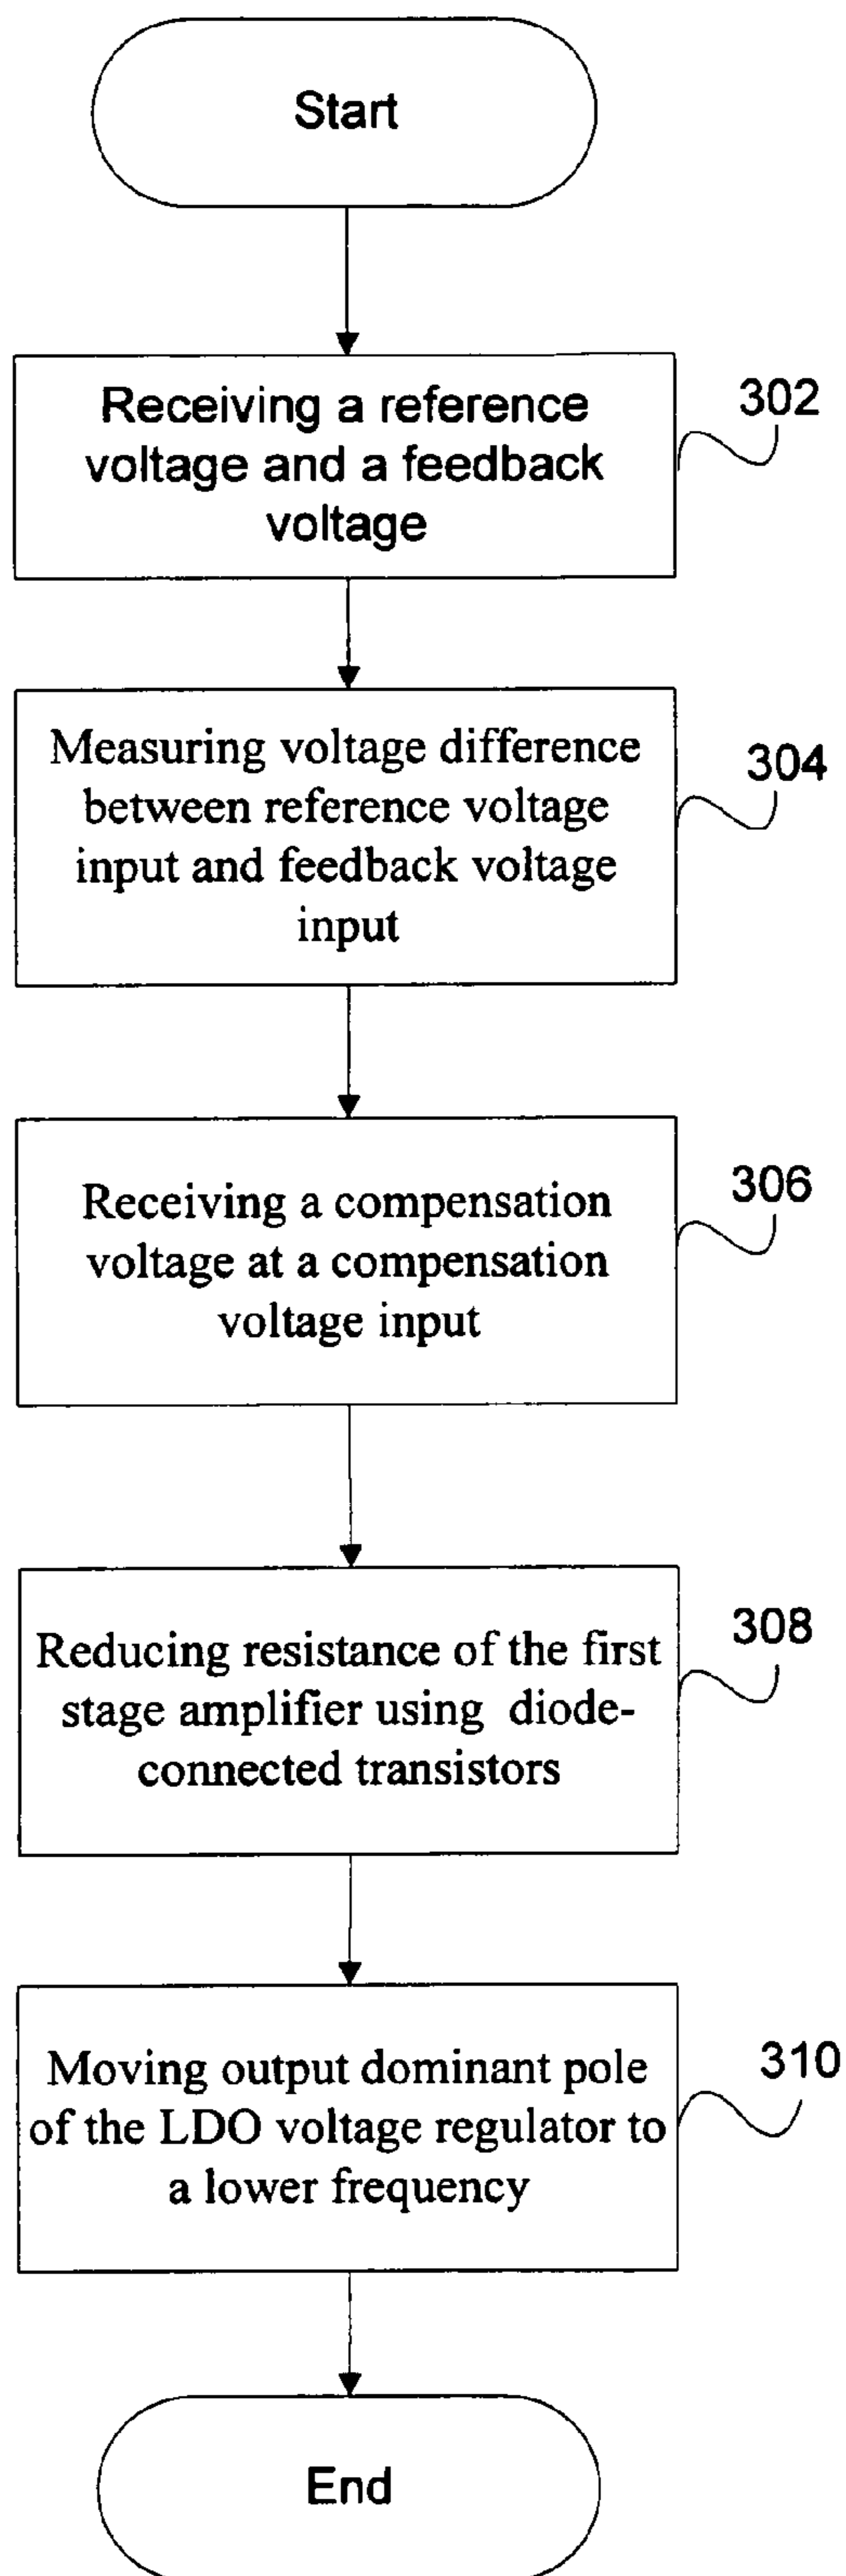 Start
Receiving a reference
voltage and a feedback
voltage
302
Measuring voltage difference
between reference voltage
input and feedback voltage
input
304
Receiving a compensation
voltage at a compensation
voltage input
306
Reducing resistance of the first
stage amplifier using diode-
connected transistors
308
Moving output dominant pole
of the LDO voltage regulator to
a lower frequency
310
End